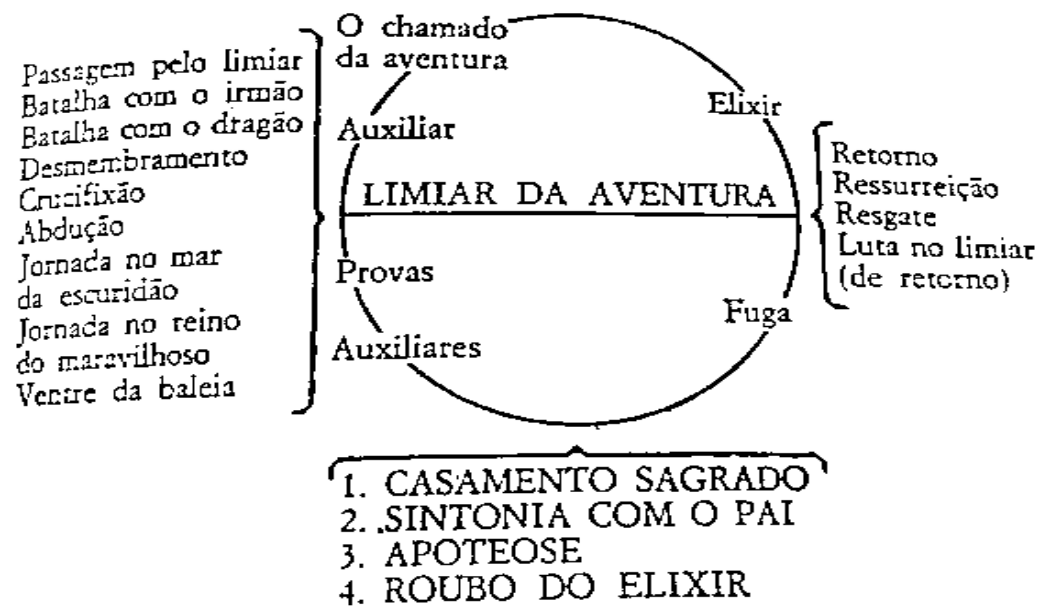 O chamado
da aventura
Passagem pelo limiar
Batalha com o irmão
Batalha com o dragão
Desmembramento
Crucifixão
Abdução
Jornada no mar
da escuridão
Jornada no reino
do maravilhoso
Ventre da baleia
Auxiliar
LIMIAR DA AVENTURA
Provas
Auxiliares
Elixir
Retorno
Ressurreição
Resgate
Luta no limiar
(de retorno)
Fuga
1. CASAMENTO SAGRADO
2. SINTONIA COM O PAI
3. APOTEOSE
4. ROUBO DO ELIXIR